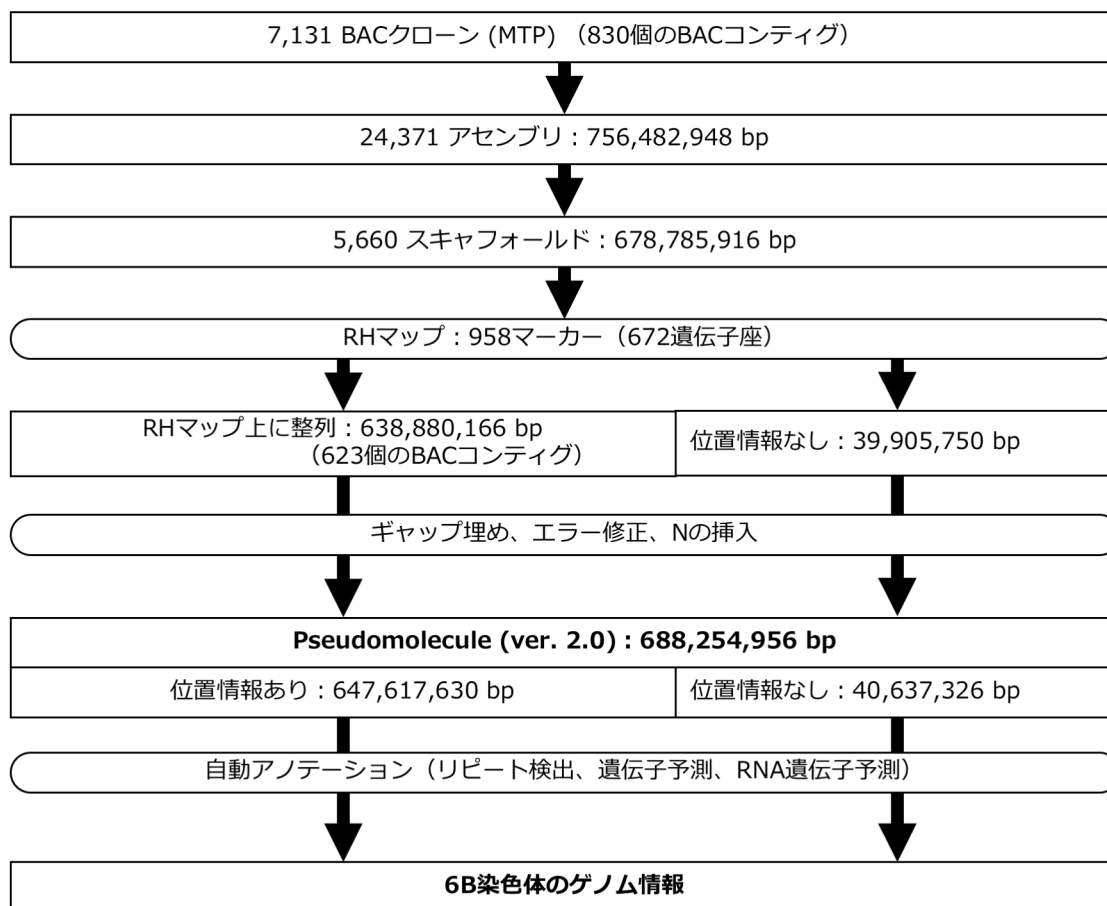 7,131 BACクローン (MTP) （830個のBACコンティグ）
24,371 アセンブリ：756,482,948 bp
5,660 スキャフォールド：678,785,916 bp
RHマップ：958マーカー（672遺伝子座）
RHマップ上に整列：638,880,166 bp
（623個のBACコンティグ）
位置情報なし：39,905,750 bp
ギャップ埋め、エラー修正、Nの挿入
Pseudomolecule (ver. 2.0)：688,254,956 bp
位置情報あり：647,617,630 bp
位置情報なし：40,637,326 bp
自動アノテーション（リピート検出、遺伝子予測、RNA遺伝子予測）
6B染色体のゲノム情報